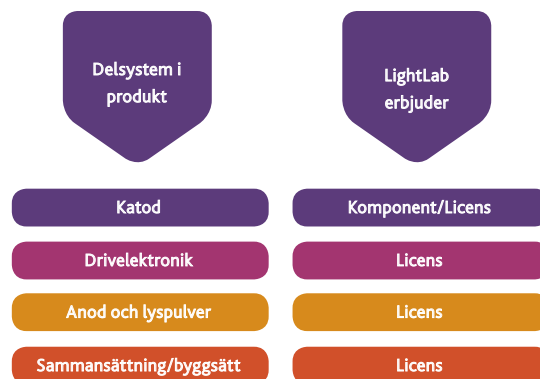 Delsystem i
produkt
LightLab
erbjuder
Katod
Komponent/Licens
Drivelektronik
Licens
Anod och lyspulver
Licens
Sammansättning/byggsätt
Licens